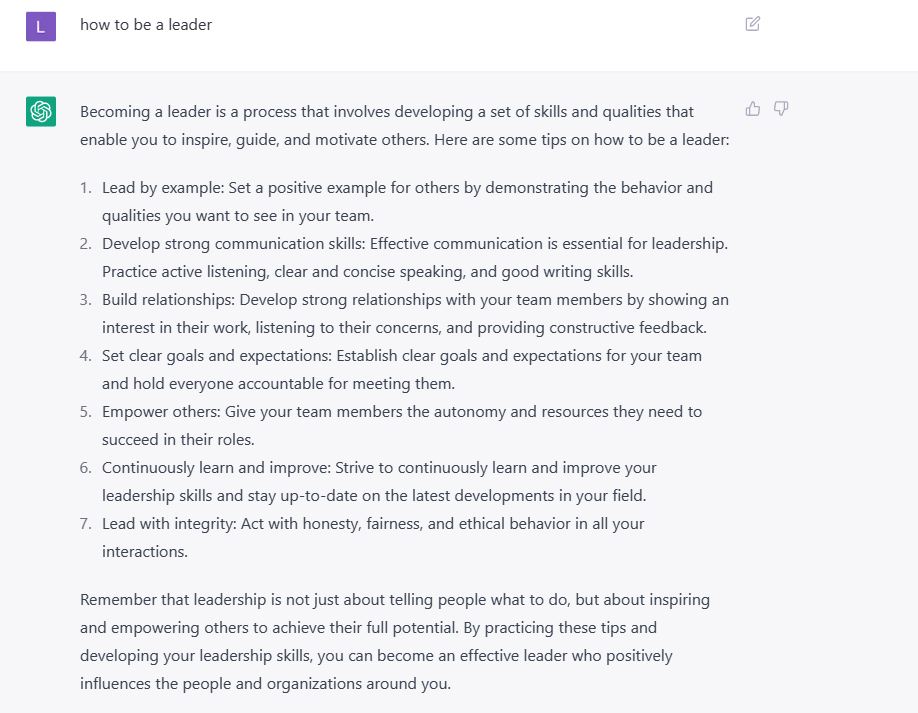 L how to be a leader
Becoming a leader is a process that involves developing a set of skills and qualities that
enable you to inspire, guide, and motivate others. Here are some tips on how to be a leader:
1. Lead by example: Set a positive example for others by demonstrating the behavior and
qualities you want to see in your team.
2. Develop strong communication skills: Effective communication is essential for leadership.
Practice active listening, clear and concise speaking, and good writing skills.
3. Build relationships: Develop strong relationships with your team members by showing an
interest in their work, listening to their concerns, and providing constructive feedback.
4. Set clear goals and expectations: Establish clear goals and expectations for your team
and hold everyone accountable for meeting them.
5. Empower others: Give your team members the autonomy and resources they need to
succeed in their roles.
6. Continuously learn and improve: Strive to continuously learn and improve your
leadership skills and stay up-to-date on the latest developments in your field.
7. Lead with integrity: Act with honesty, fairness, and ethical behavior in all your
interactions.
Remember that leadership is not just about telling people what to do, but about inspiring
and empowering others to achieve their full potential. By practicing these tips and
developing your leadership skills, you can become an effective leader who positively
influences the people and organizations around you.